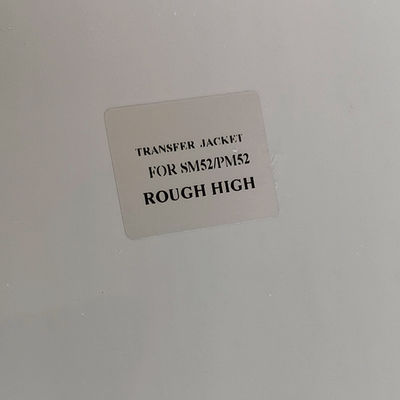 TRANSFER JACKET
FOR SM52/PM52
ROUGH HIGH